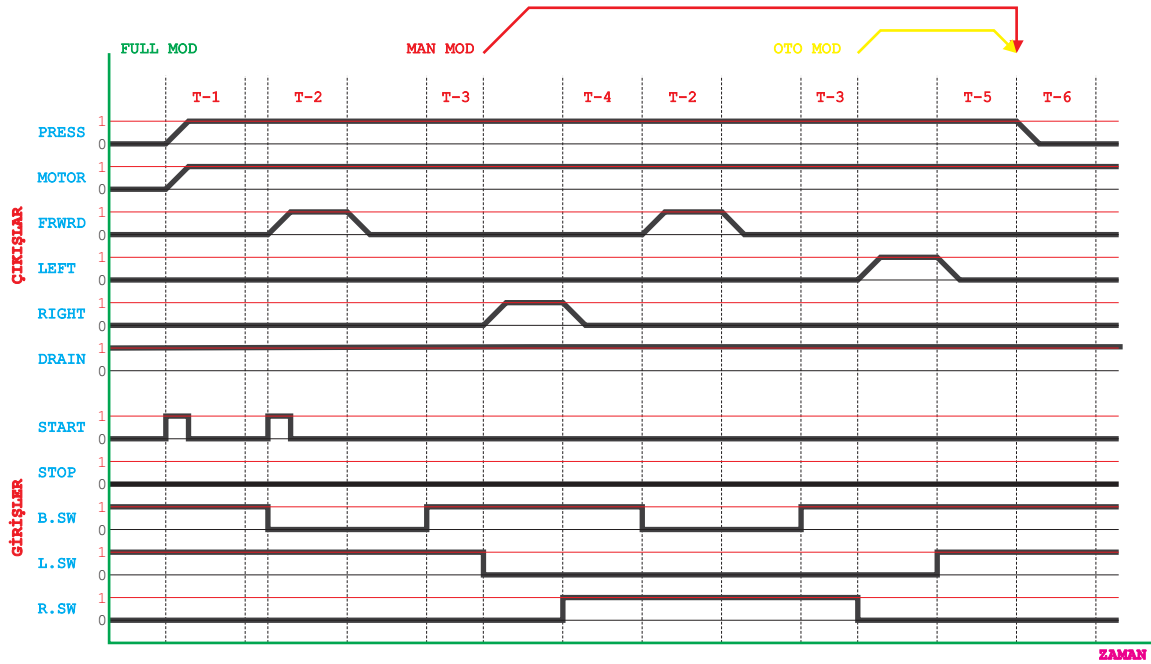 FULL MOD MAN MOD OTO MOD
T-1 T-2 T-3 T-4 T-2 T-3 T-5 T-6
ÇIKIŞLAR
PRESS 1 0
MOTOR 1 0
FRWRD 1 0
LEFT 1 0
RIGHT 1 0
DRAIN 1 0
GİRİŞLER
START 1 0
STOP 1 0
B.SW 1 0
L.SW 1 0
R.SW 1 0
ZAMAN